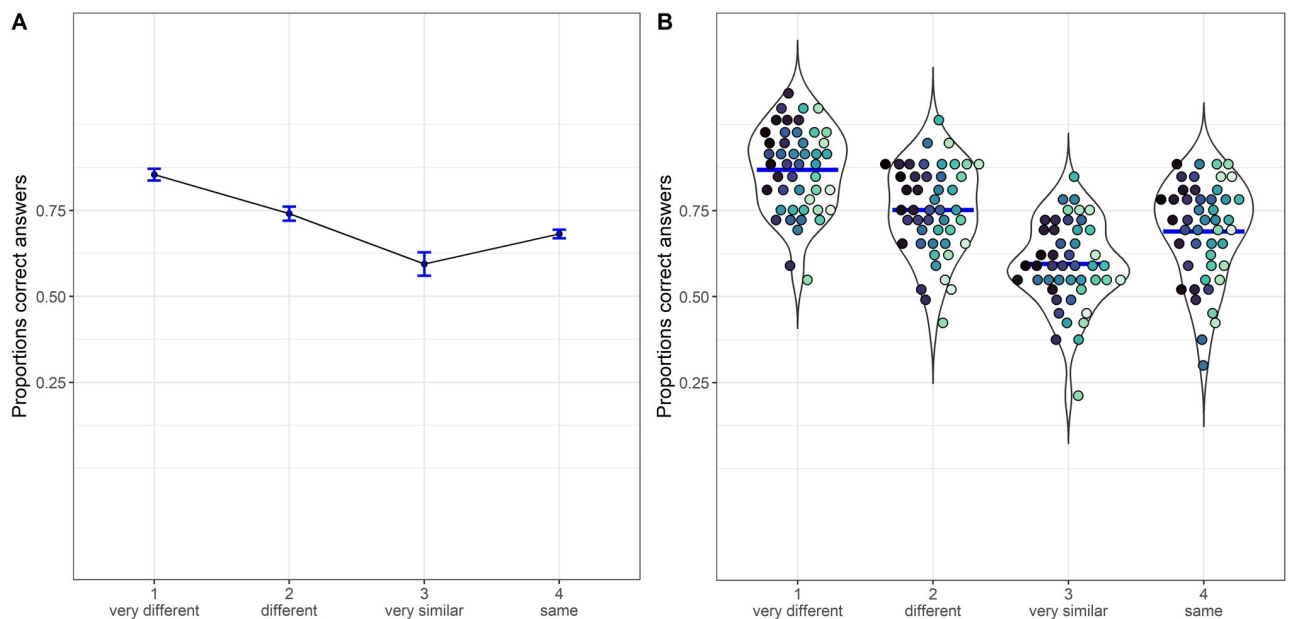 A
Proportions correct answers
0.75
0.50
0.25
1
very different
2
different
3
very similar
4
same
B
Proportions correct answers
0.75
0.50
0.25
1
very different
2
different
3
very similar
4
same